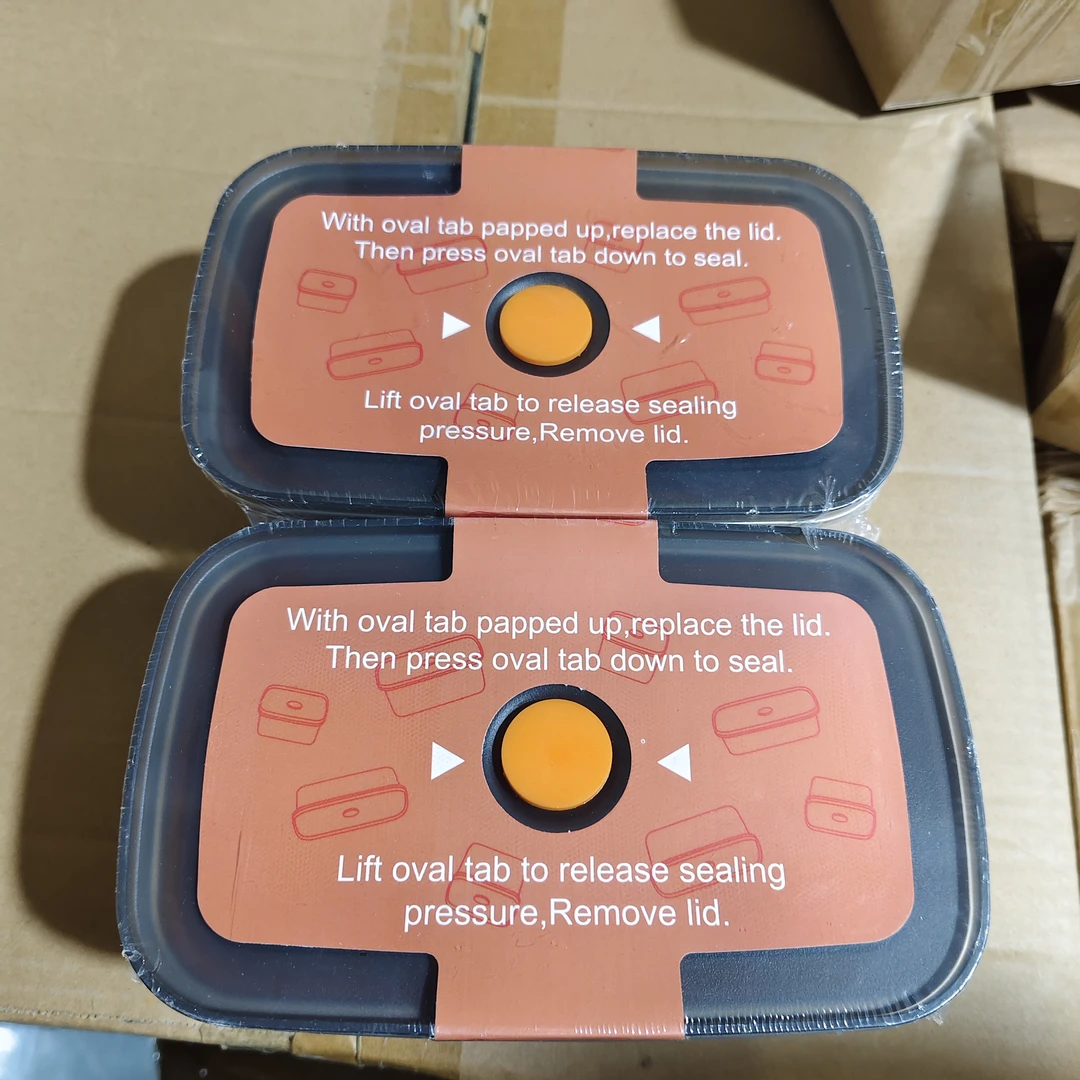 With oval tab papped up,replace the lid.
Then press oval tab down to seal.
Lift oval tab to release sealing
pressure,Remove lid.
With oval tab papped up,replace the lid.
Then press oval tab down to seal.
Lift oval tab to release sealing
pressure,Remove lid.